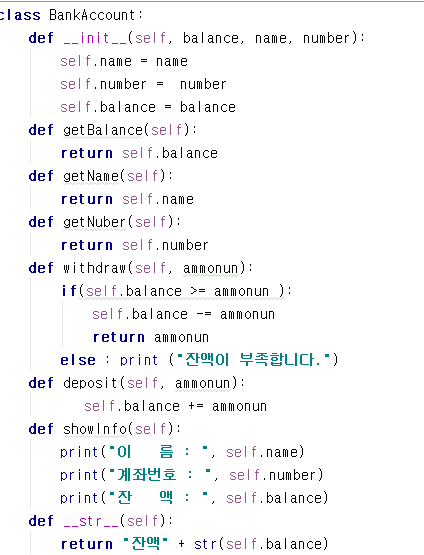 class BankAccount:
    def __init__(self, balance, name, number):
        self.name = name
        self.number =  number
        self.balance = balance
    def getBalance(self):
        return self.balance
    def getName(self):
        return self.name
    def getNuber(self):
        return self.number
    def withdraw(self, ammonun):
        if(self.balance >= ammonun ):
            self.balance -= ammonun
            return ammonun
        else : print ("잔액이 부족합니다.")
    def deposit(self, ammonun):
           self.balance += ammonun
    def showInfo(self):
        print("이   름 : ", self.name)
        print("계좌번호 : ", self.number)
        print("잔   액 : ", self.balance)
    def __str__(self):
        return "잔액" + str(self.balance)